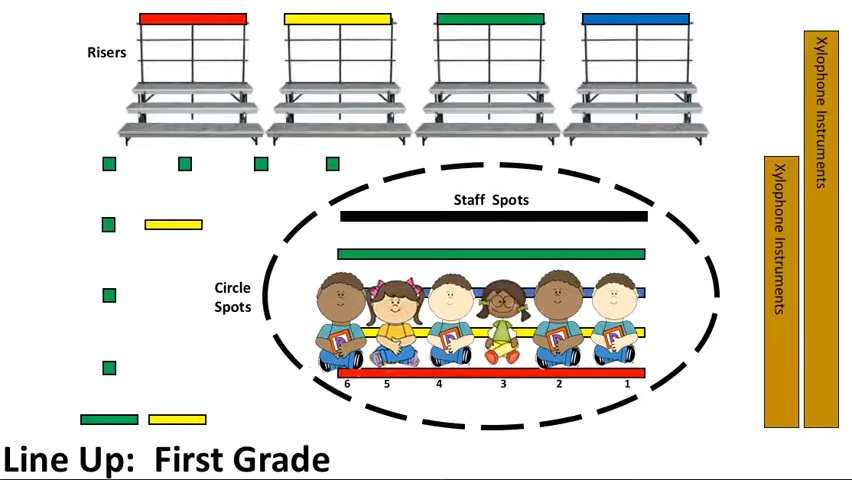 Risers
Xylophone Instruments
Xylophone Instruments
Staff Spots
Circle
Spots
6 5 4 3 2 1
Line Up: First Grade